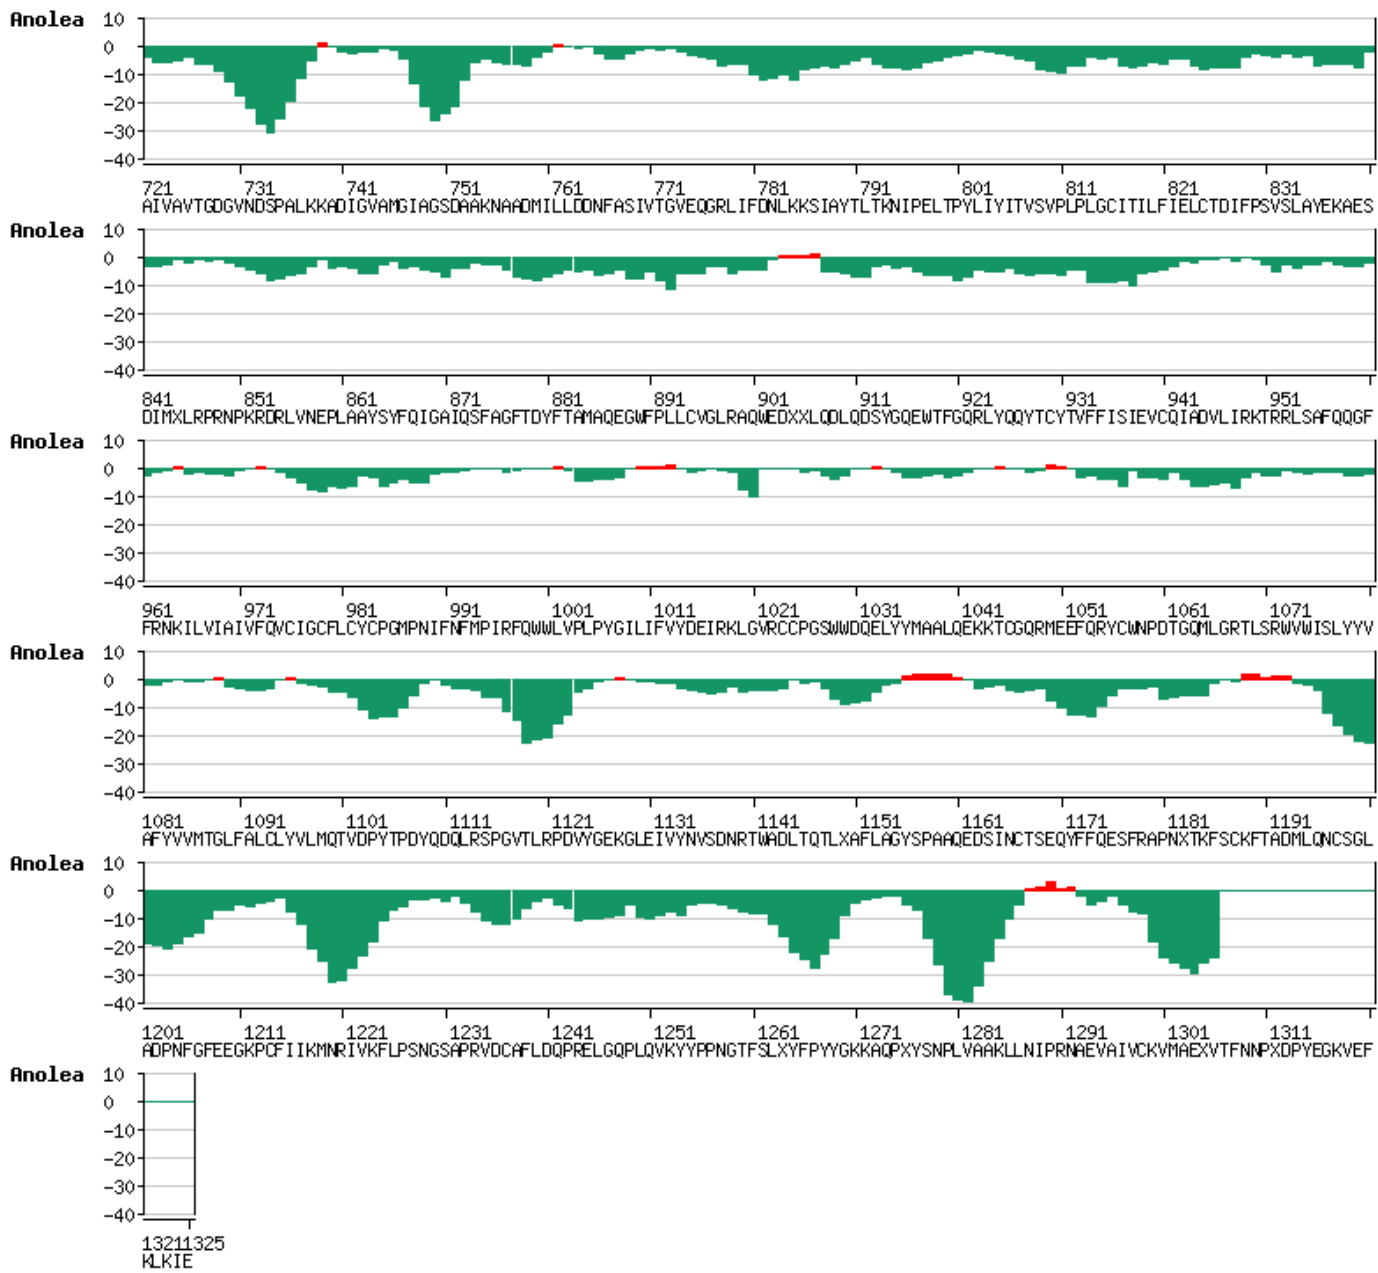 Anolea 10
0
-10
-20
-30
-40
721 731 741 751 761 771 781 791 801 811 821 831
AIVAVTGDGVNDSPALKKADIGVAMGIAGSDAAKNAADMILLDDNFASIVTGVEQGRLIFDNLKKSIAYTLTKNIPELTPYLIYITVSVPLPLGCITILFIELCTDIFPSVSLAYEKAES
Anolea 10
0
-10
-20
-30
-40
841 851 861 871 881 891 901 911 921 931 941 951
DIMXLRPRNPKRDRLVNEPLAAYSYFQIGAIQSFAGFTDYFTAMAQEGWFPLLCVGLRAQWEDXXLQDLQDSYGQEWTFGQRLYQQYTCYTVFFISIEVCQIADVLIRKTRRLSAFQQGF
Anolea 10
0
-10
-20
-30
-40
961 971 981 991 1001 1011 1021 1031 1041 1051 1061 1071
FRNKILVIAIVFQVCIGCFLCYCPGMPNIFNFMPIRFQWWLVPLPYGILIFVYDEIRKLGVRCCPGSWWDQELYYMAALQEKKTCGQRMEEFQRYCWNPDTGQMLGRTLSRWVWISLYYV
Anolea 10
0
-10
-20
-30
-40
1081 1091 1101 1111 1121 1131 1141 1151 1161 1171 1181 1191
AFYVVMTGLFALCLYVLMQTVDPYTPDYQDQLRSPGVTLRPDVYGEKGLEIVYNVSDNRTWADLTQTLXAFLAGYSPAAQEDSINCTSEQYFFQESFRAPNXTKFSCKFTADMLQNCSGL
Anolea 10
0
-10
-20
-30
-40
1201 1211 1221 1231 1241 1251 1261 1271 1281 1291 1301 1311
ADPNFGFEEGKPCFIIKMNRIVKFLPSNGSAPRVDCAFLDQPRELGQPLQVKYYPPNGTFSLXYFPYYGKKAQPXYSNPLVAAKLLNIPRNAEVAIVCKVMAEXVTFNNPXDPYEGKVEF
Anolea 10
0
-10
-20
-30
-40
1321 1325
KLKIE